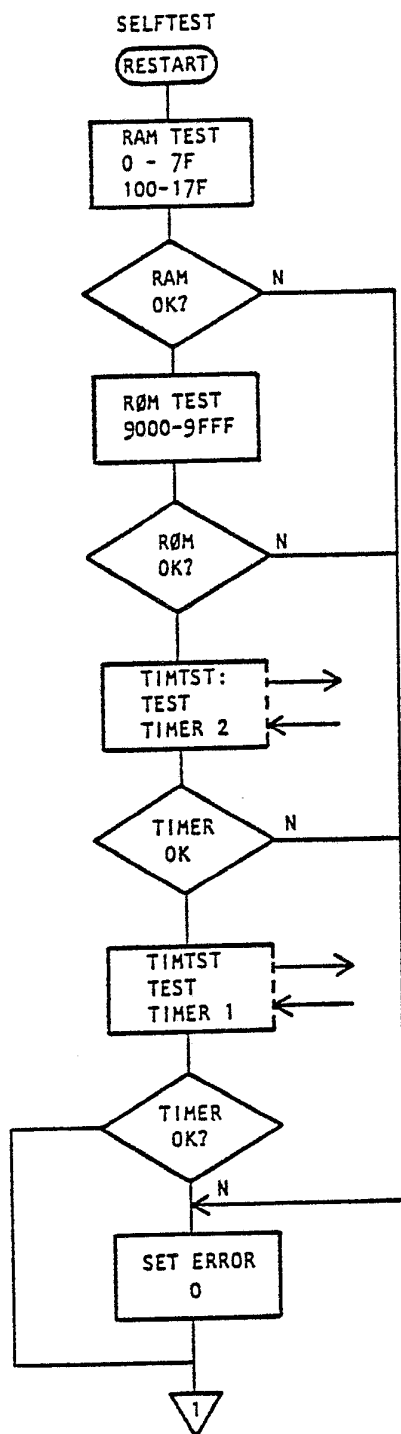 SELFTEST
RESTART
RAM TEST
0 - 7F
100-17F
RAM
OK?
N
RØM TEST
9000-9FFF
RØM
OK?
N
TIMTST:
TEST
TIMER 2
TIMER
OK
N
TIMTST
TEST
TIMER 1
TIMER
OK?
N
SET ERROR
0
1